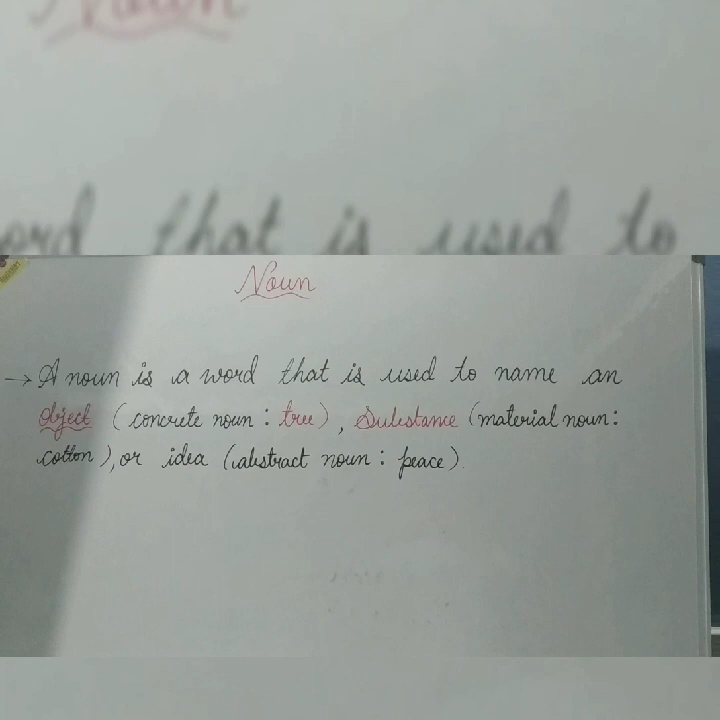 Noun
→ A noun is a word that is used to name an
object (concrete noun : tree), Substance (material noun:
cotton), or idea (abstract noun : peace).